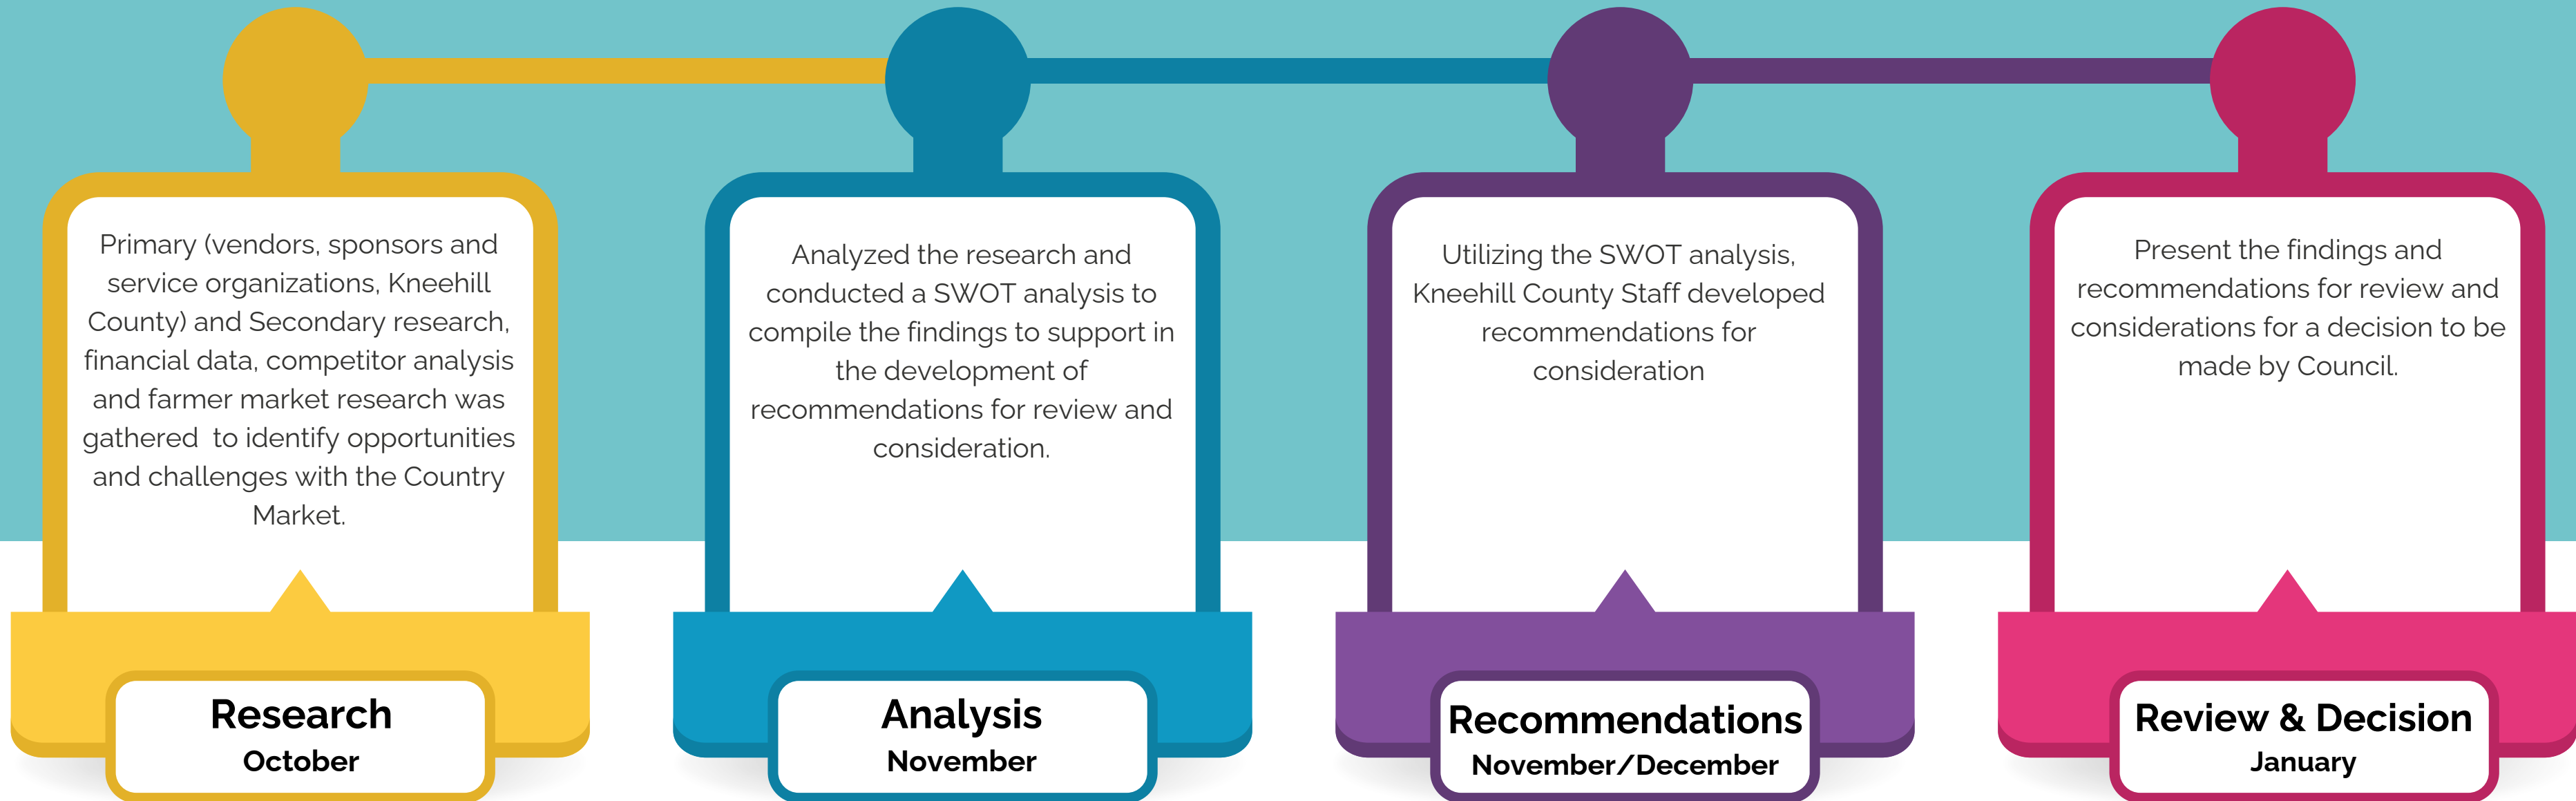 Primary (vendors, sponsors and
service organizations, Kneehill
County) and Secondary research,
financial data, competitor analysis
and farmer market research was
gathered  to identify opportunities
and challenges with the Country
Market.
Research
October
Analyzed the research and
conducted a SWOT analysis to
compile the findings to support in
the development of
recommendations for review and
consideration.
Analysis
November
Utilizing the SWOT analysis,
Kneehill County Staff developed
recommendations for
consideration
Recommendations
November/December
Present the findings and
recommendations for review and
considerations for a decision to be
made by Council.
Review & Decision
January